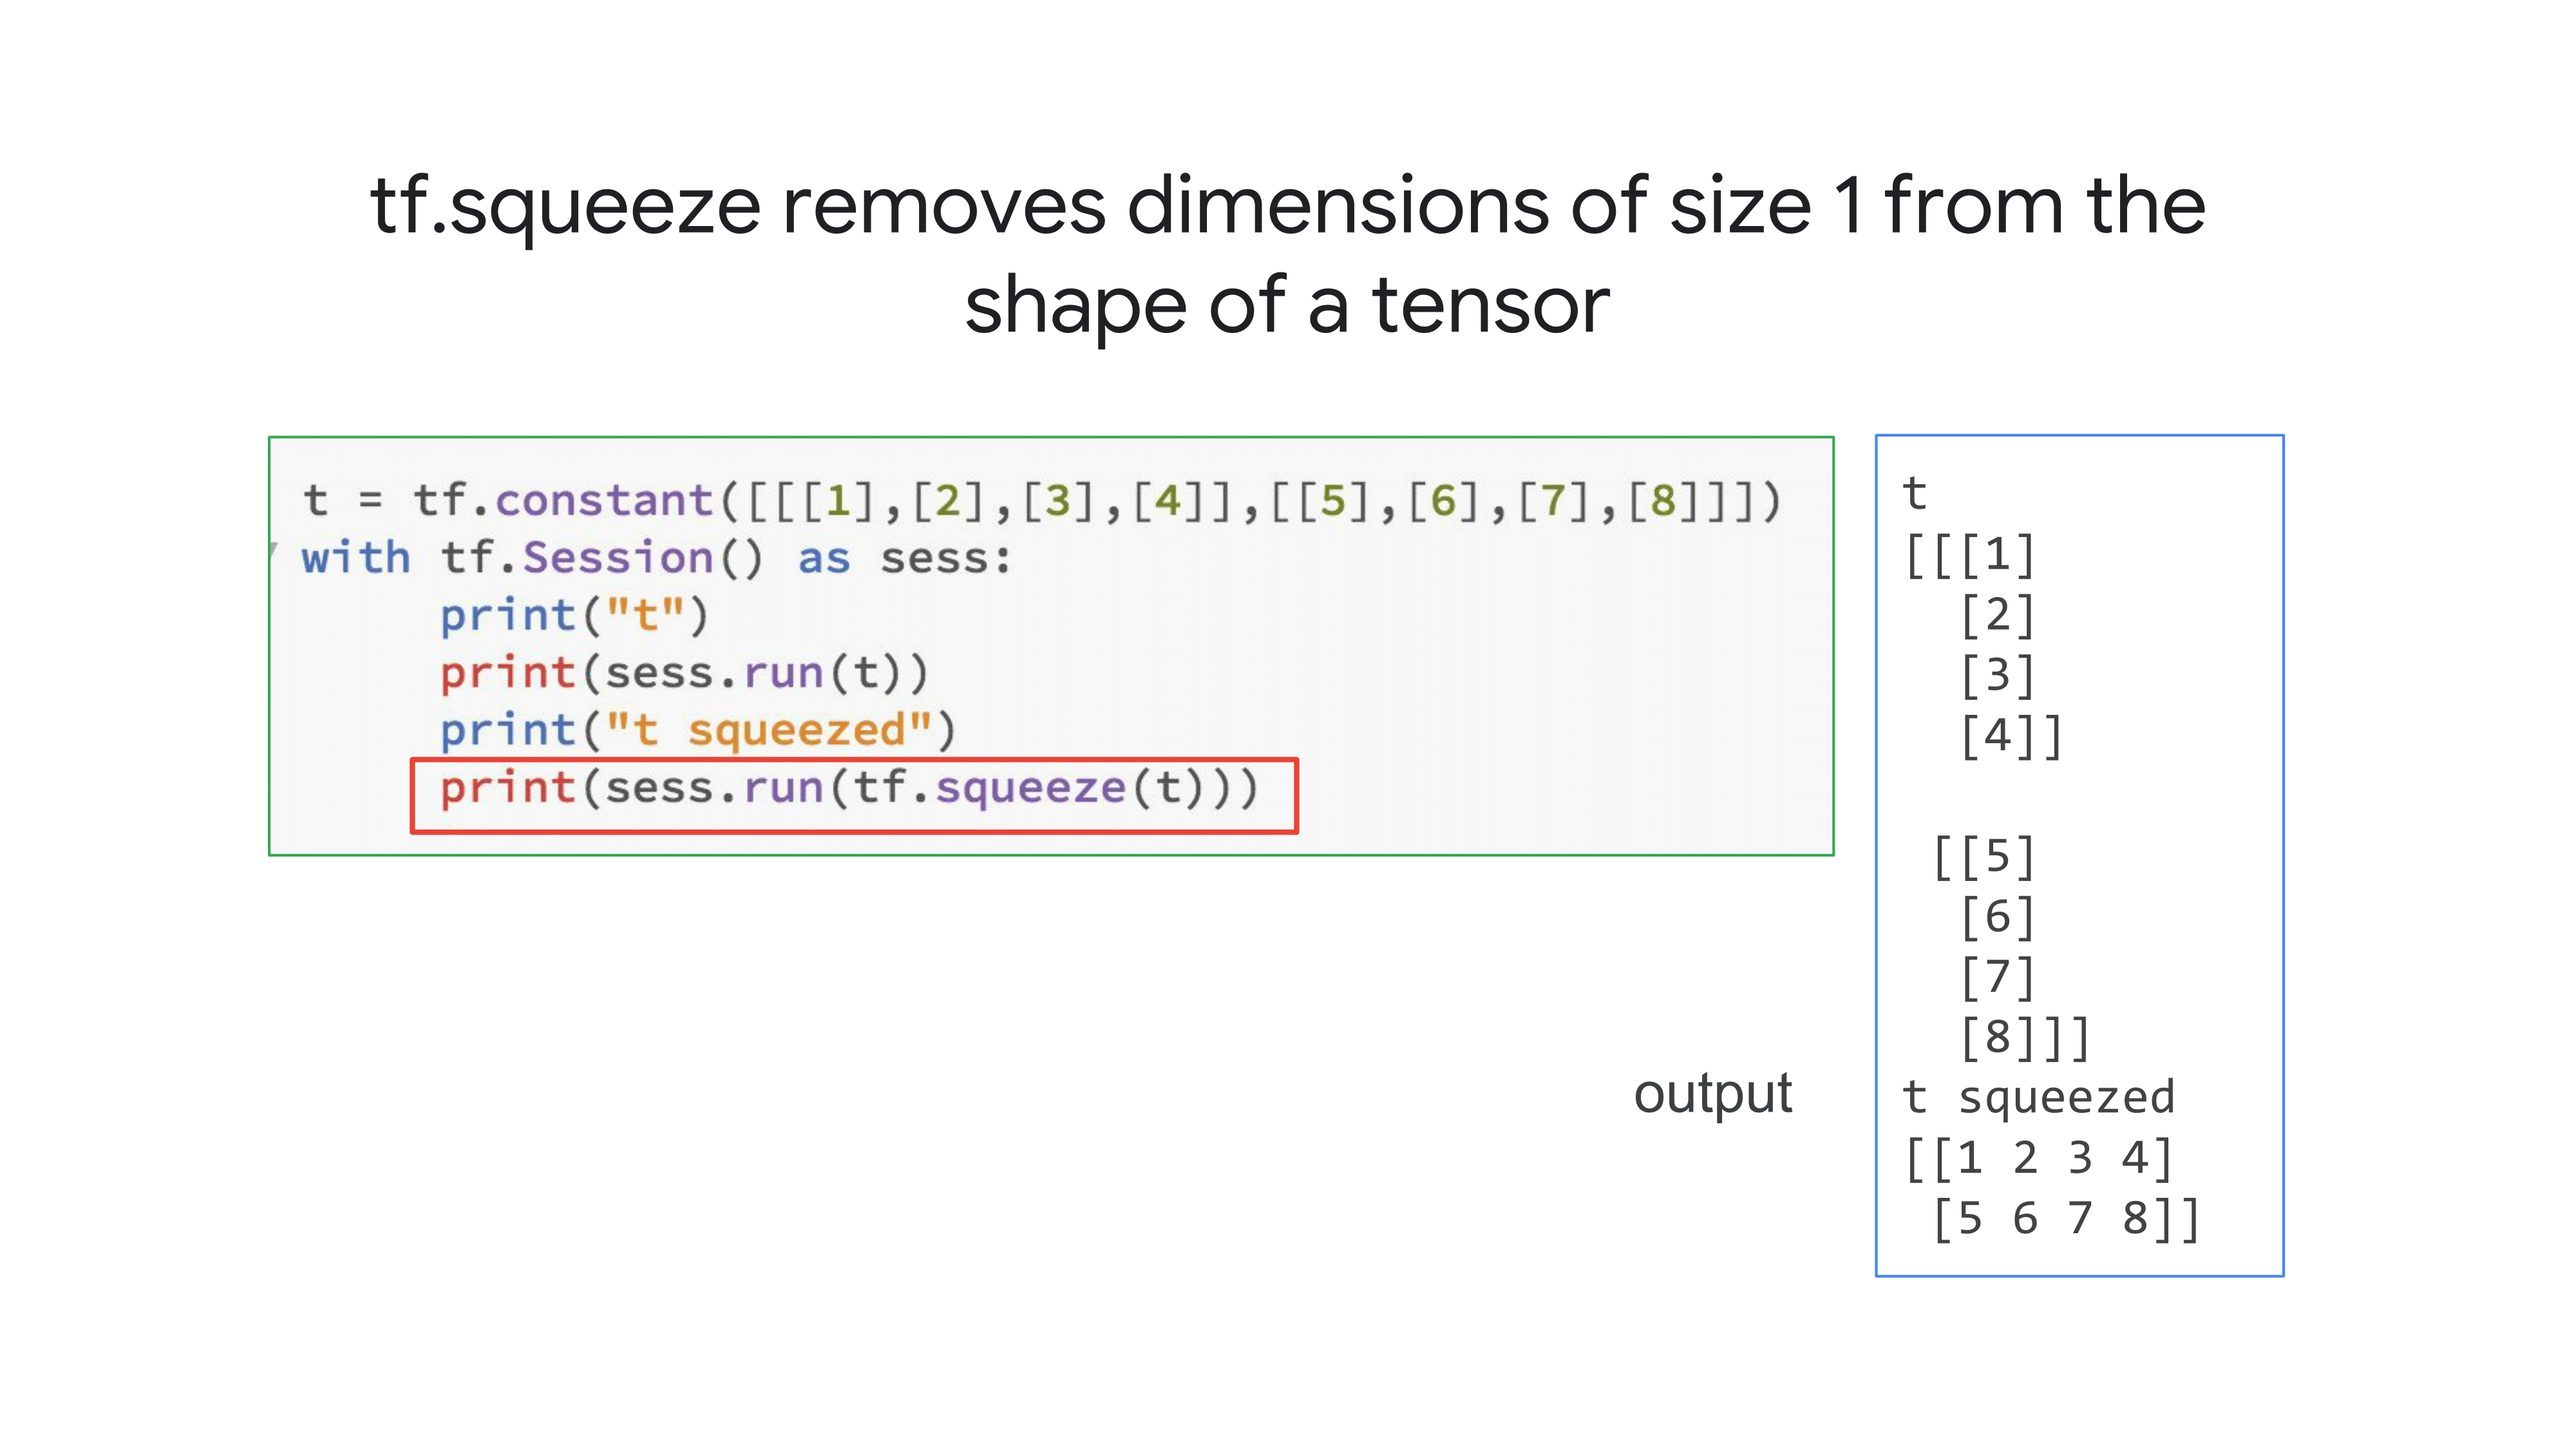 tf.squeeze removes dimensions of size 1 from the
shape of a tensor
t = tf.constant([[[1],[2],[3],[4]],[[5],[6],[7],[8]]])
with tf.Session() as sess:
     print("t")
     print(sess.run(t))
     print("t squeezed")
     print(sess.run(tf.squeeze(t)))
output
t
[[[1]
  [2]
  [3]
  [4]]
 [[5]
  [6]
  [7]
  [8]]]
t squeezed
[[1 2 3 4]
 [5 6 7 8]]